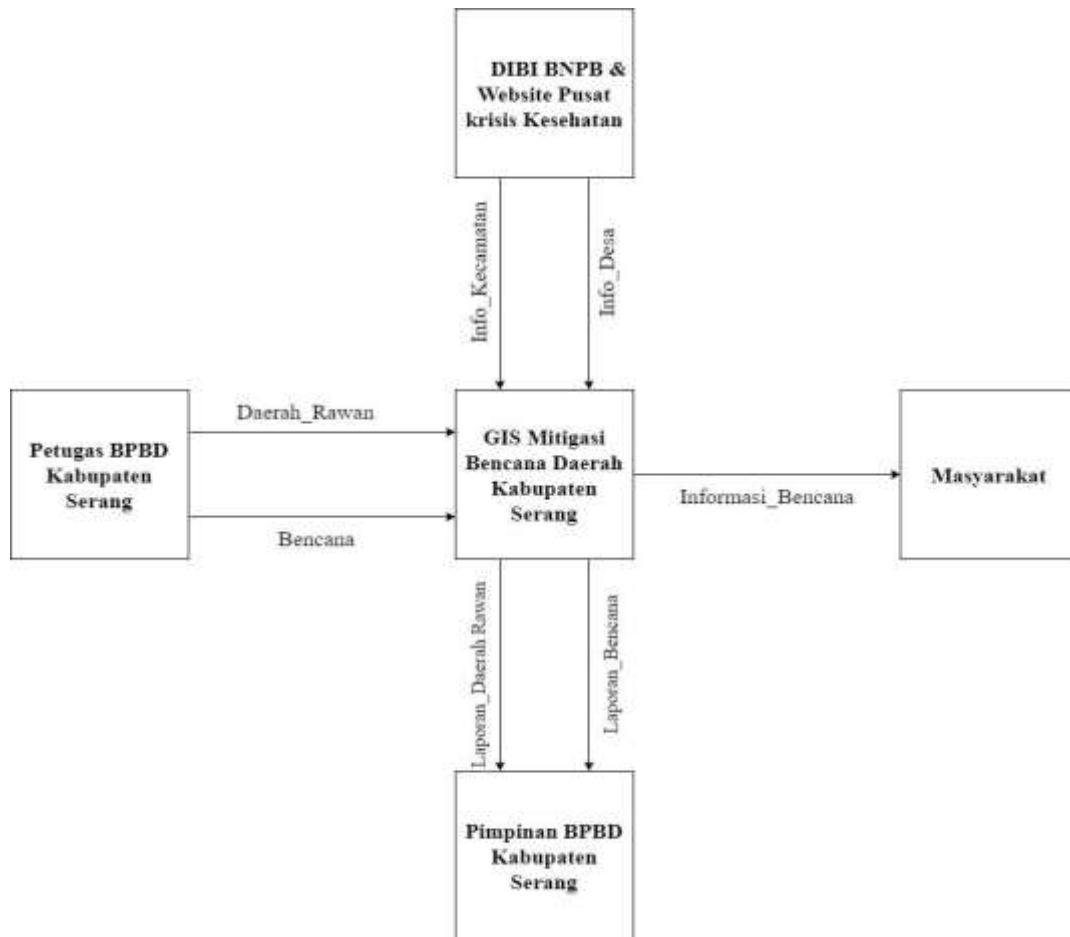 DIBI BNPB &
Website Pusat
krisis Kesehatan
Info_Kecamatan
Info_Desa
Daerah_Rawan
Petugas BPBD
Kabupaten
Serang
Bencana
GIS Mitigasi
Bencana Daerah
Kabupaten
Serang
Informasi_Bencana
Masyarakat
Laporan_Daerah Rawan
Laporan_Bencana
Pimpinan BPBD
Kabupaten
Serang